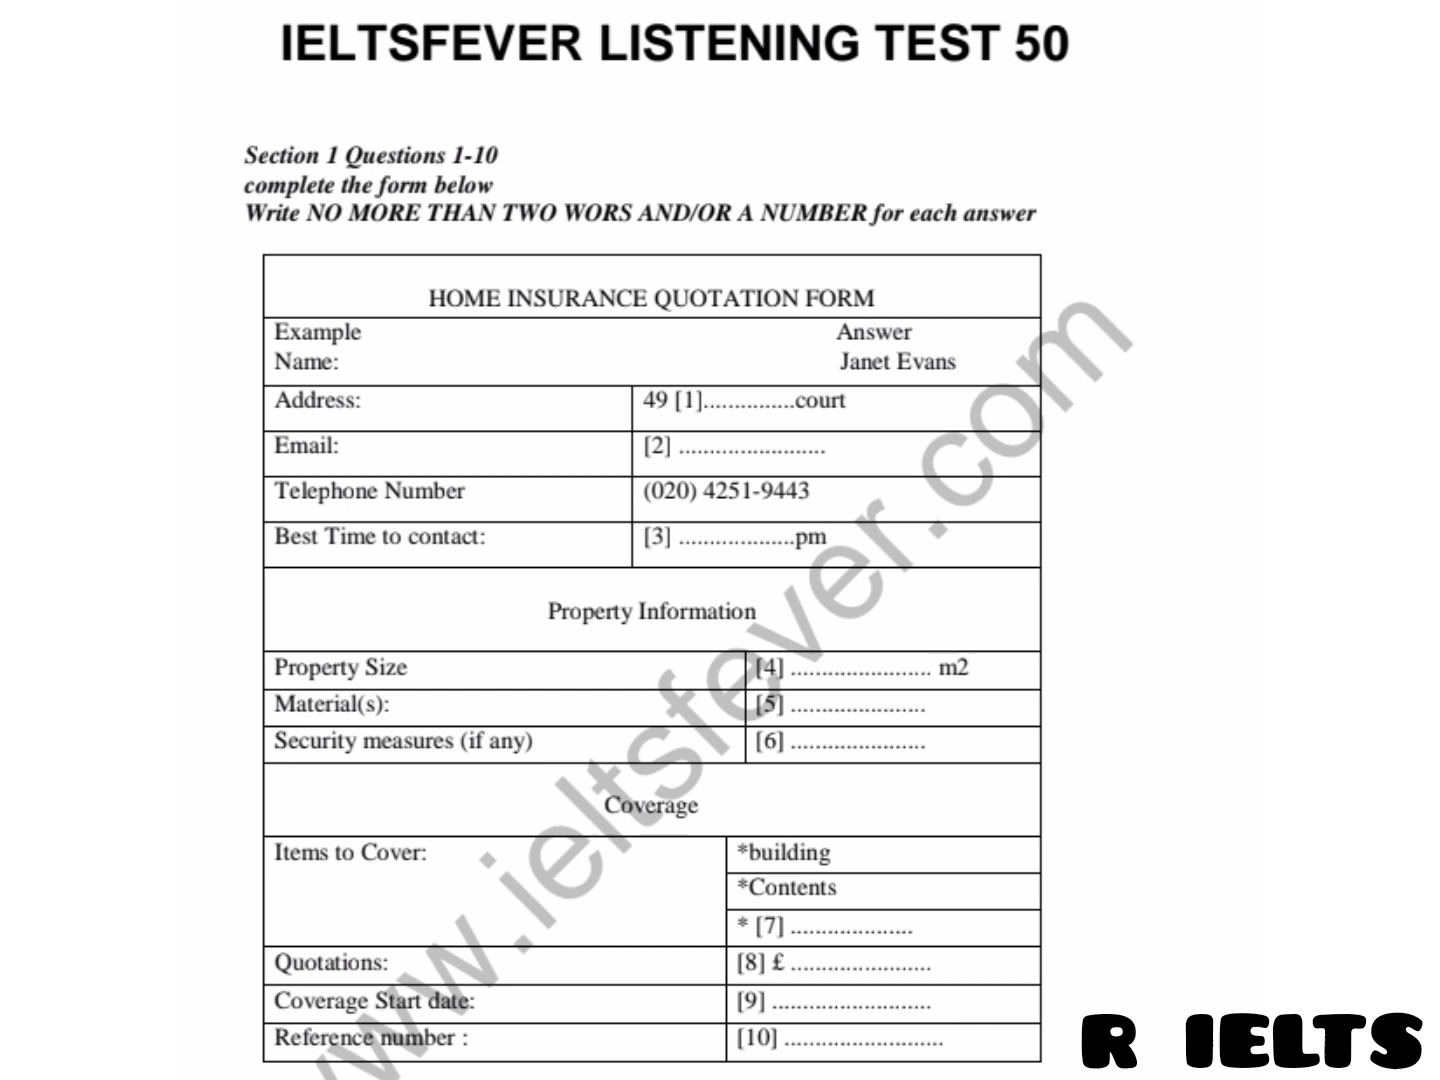 IELTSFEVER LISTENING TEST 50
Section 1 Questions 1-10
complete the form below
Write NO MORE THAN TWO WORS AND/OR A NUMBER for each answer
HOME INSURANCE QUOTATION FORM
Example Answer
Name: Janet Evans
Address: 49 [1]...............court
Email: [2] ........................
Telephone Number (020) 4251-9443
Best Time to contact: [3] ...................pm
Property Information
Property Size [4] ....................... m2
Material(s): [5] ......................
Security measures (if any) [6] ......................
Coverage
Items to Cover: *building
*Contents
* [7] ....................
Quotations: [8] £ .......................
Coverage Start date: [9] ..........................
Reference number : [10] ..........................
www.ieltsfever.com
R IELTS